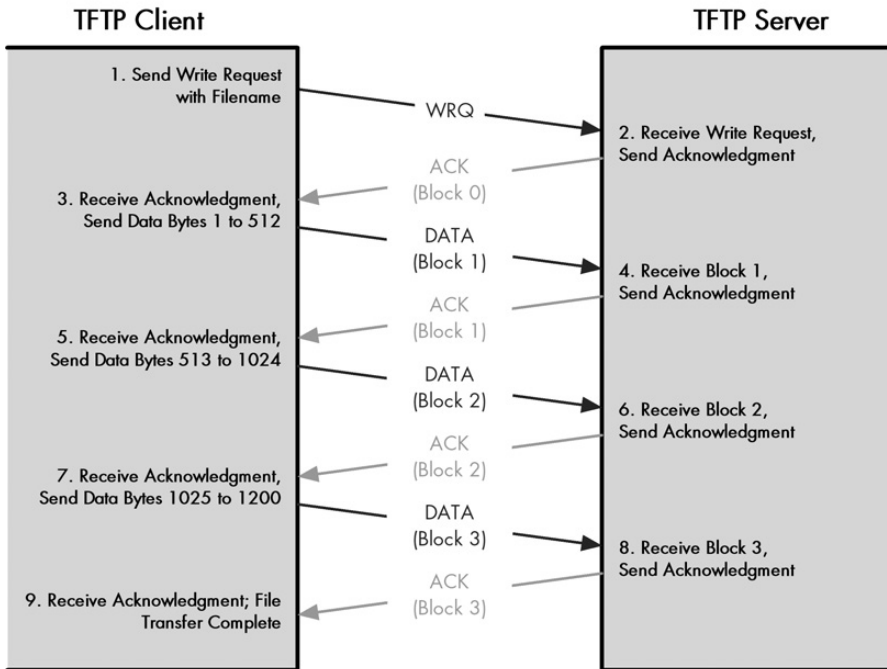 TFTP Client
TFTP Server
1. Send Write Request
with Filename
WRQ
2. Receive Write Request,
Send Acknowledgment
ACK
(Block 0)
3. Receive Acknowledgment,
Send Data Bytes 1 to 512
DATA
(Block 1)
4. Receive Block 1,
Send Acknowledgment
ACK
(Block 1)
5. Receive Acknowledgment,
Send Data Bytes 513 to 1024
DATA
(Block 2)
6. Receive Block 2,
Send Acknowledgment
ACK
(Block 2)
7. Receive Acknowledgment,
Send Data Bytes 1025 to 1200
DATA
(Block 3)
8. Receive Block 3,
Send Acknowledgment
ACK
(Block 3)
9. Receive Acknowledgment; File
Transfer Complete